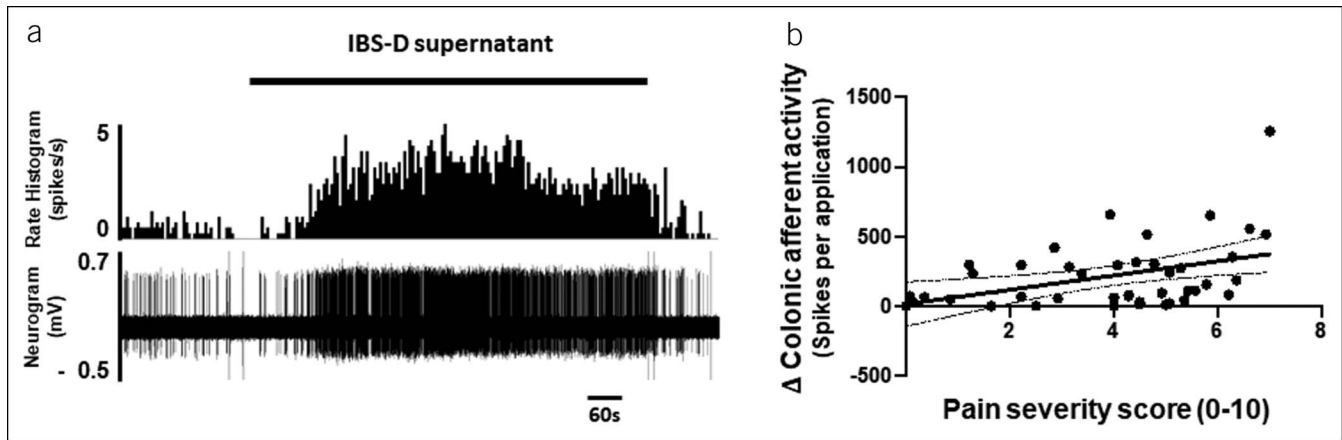 a
IBS-D supernatant
Rate Histogram
(spikes/s)
5
0
Neurogram
(mV)
0.7
- 0.5
60s
b
Δ Colonic afferent activity
(Spikes per application)
1500
1000
500
0
-500
2 4 6 8
Pain severity score (0-10)